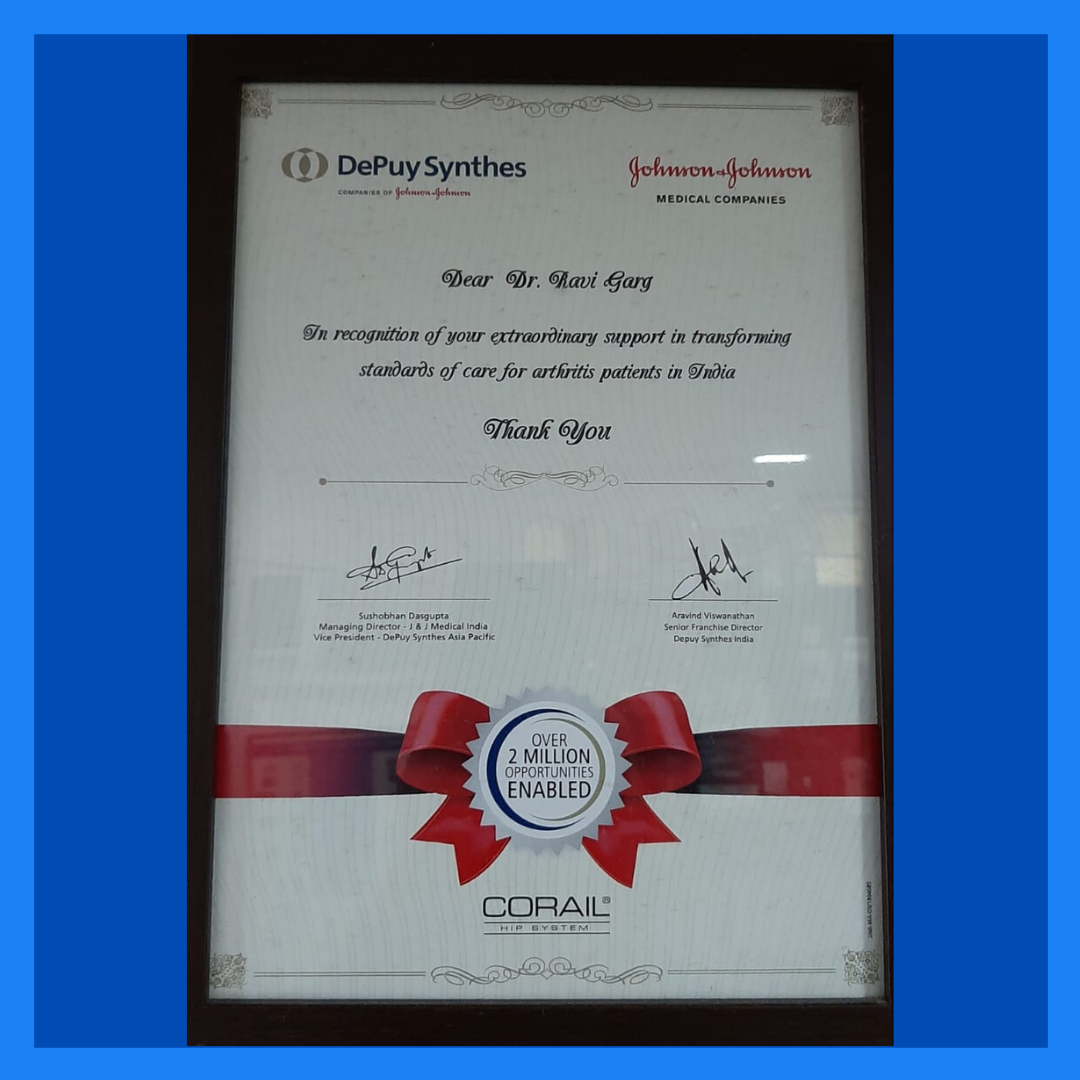 DePuy Synthes
COMPANIES OF Johnson & Johnson
Johnson & Johnson
MEDICAL COMPANIES
Dear Dr. Ravi Garg
In recognition of your extraordinary support in transforming
standards of care for arthritis patients in India
Thank You
Sushobhan Dasgupta
Managing Director - J & J Medical India
Vice President - DePuy Synthes Asia Pacific
Aravind Viswanathan
Senior Franchise Director
Depuy Synthes India
OVER
2 MILLION
OPPORTUNITIES
ENABLED
CORAIL®
HIP SYSTEM